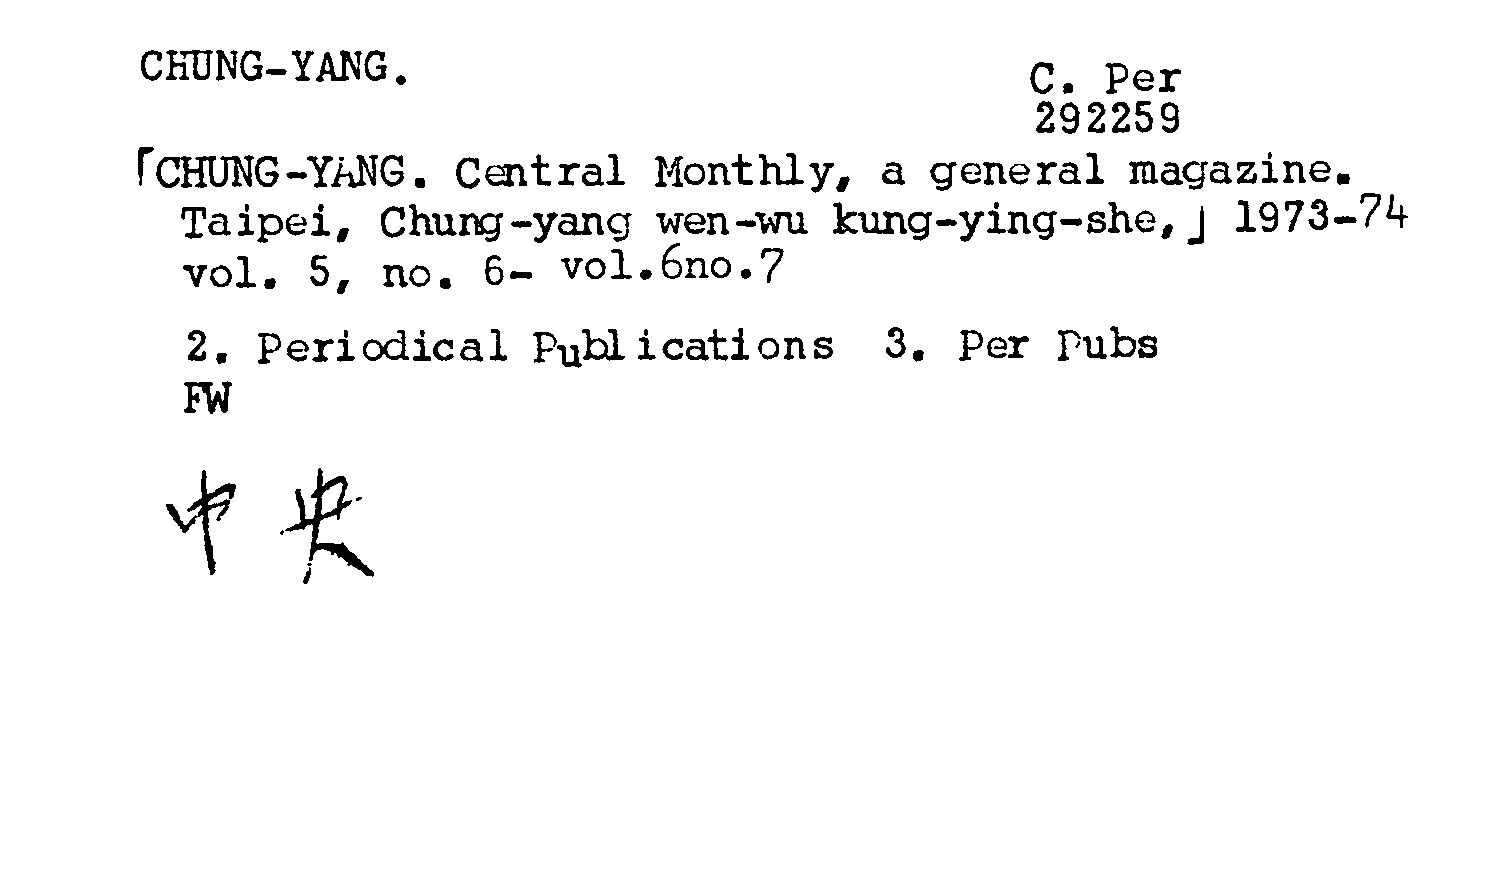 CHUNG-YANG.
C. Per
292259
「CHUNG-YANG. Central Monthly, a general magazine.
Taipei, Chung-yang wen-wu kung-ying-she,」 1973-74
vol. 5, no. 6- vol.6no.7
2. Periodical Publications 3. Per Pubs
FW
中央